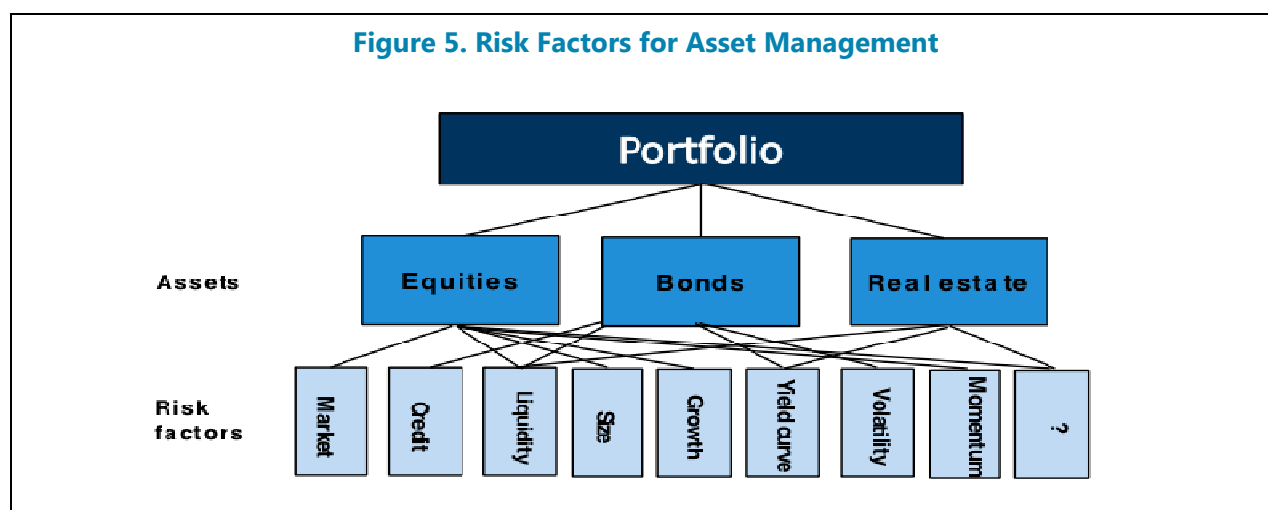 Figure 5. Risk Factors for Asset Management
Portfolio
Assets
Equities
Bonds
Real estate
Risk
factors
Market
Credit
Liquidity
Size
Growth
Yield curve
Volatility
Momentum
?